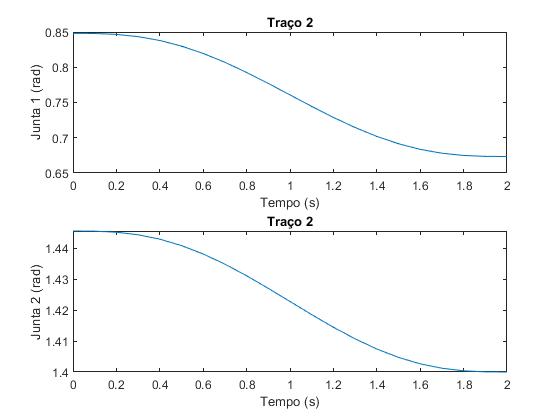 Traço 2
0.85
0.8
0.75
0.7
0.65
Junta 1 (rad)
0 0.2 0.4 0.6 0.8 1 1.2 1.4 1.6 1.8 2
Tempo (s)
Traço 2
1.44
1.43
1.42
1.41
1.4
Junta 2 (rad)
0 0.2 0.4 0.6 0.8 1 1.2 1.4 1.6 1.8 2
Tempo (s)